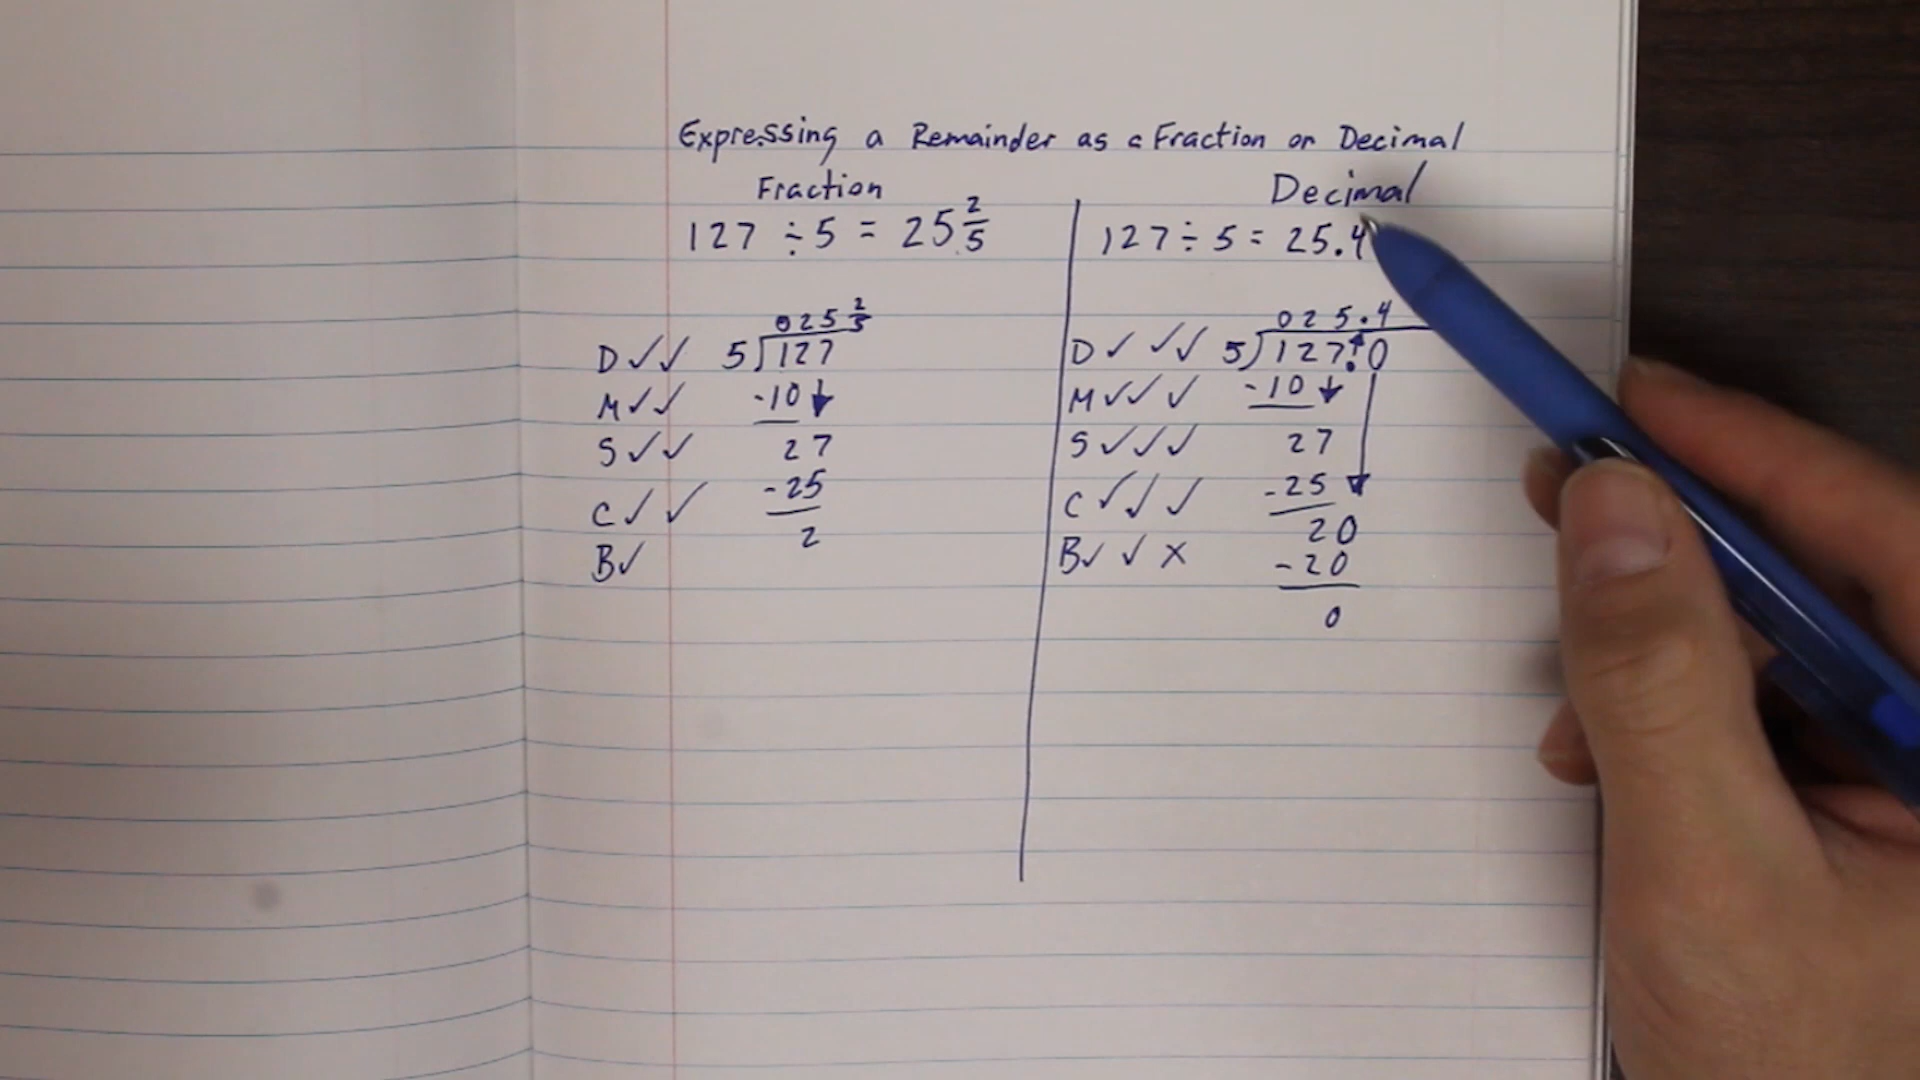 Expressing a Remainder as a Fraction or Decimal
Fraction
127 ÷ 5 = 25 2/5
025 2/5
D✓✓ 5)127
M✓✓ -10↓
S✓✓ 27
C✓✓ -25
2
B✓
Decimal
127 ÷ 5 = 25.4
025.4
D✓✓✓ 5)127.0
M✓✓✓ -10↓
S✓✓✓ 27
C✓✓✓ -25
20
B✓✓X -20
0